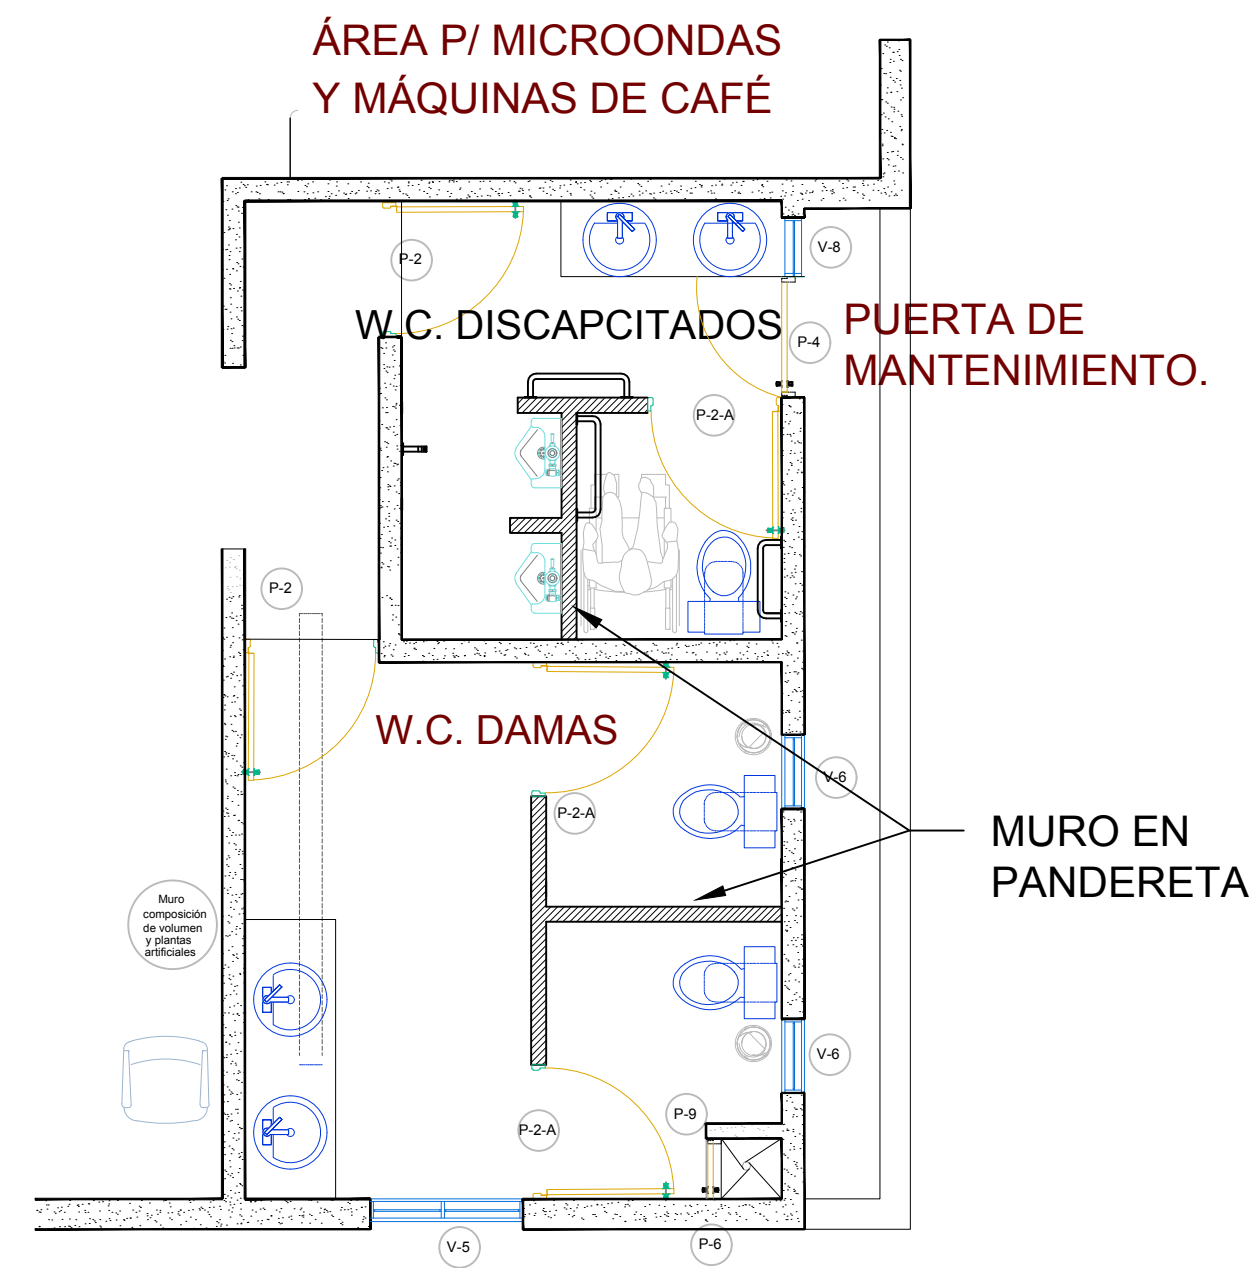 ÁREA P/ MICROONDAS
Y MÁQUINAS DE CAFÉ
P-2
V-8
W.C. DISCAPCITADOS
P-4
PUERTA DE
MANTENIMIENTO.
P-2-A
P-2
W.C. DAMAS
V-6
P-2-A
MURO EN
PANDERETA
Muro
composición
de volumen
y plantas
artificiales
V-6
P-9
P-2-A
V-5
P-6